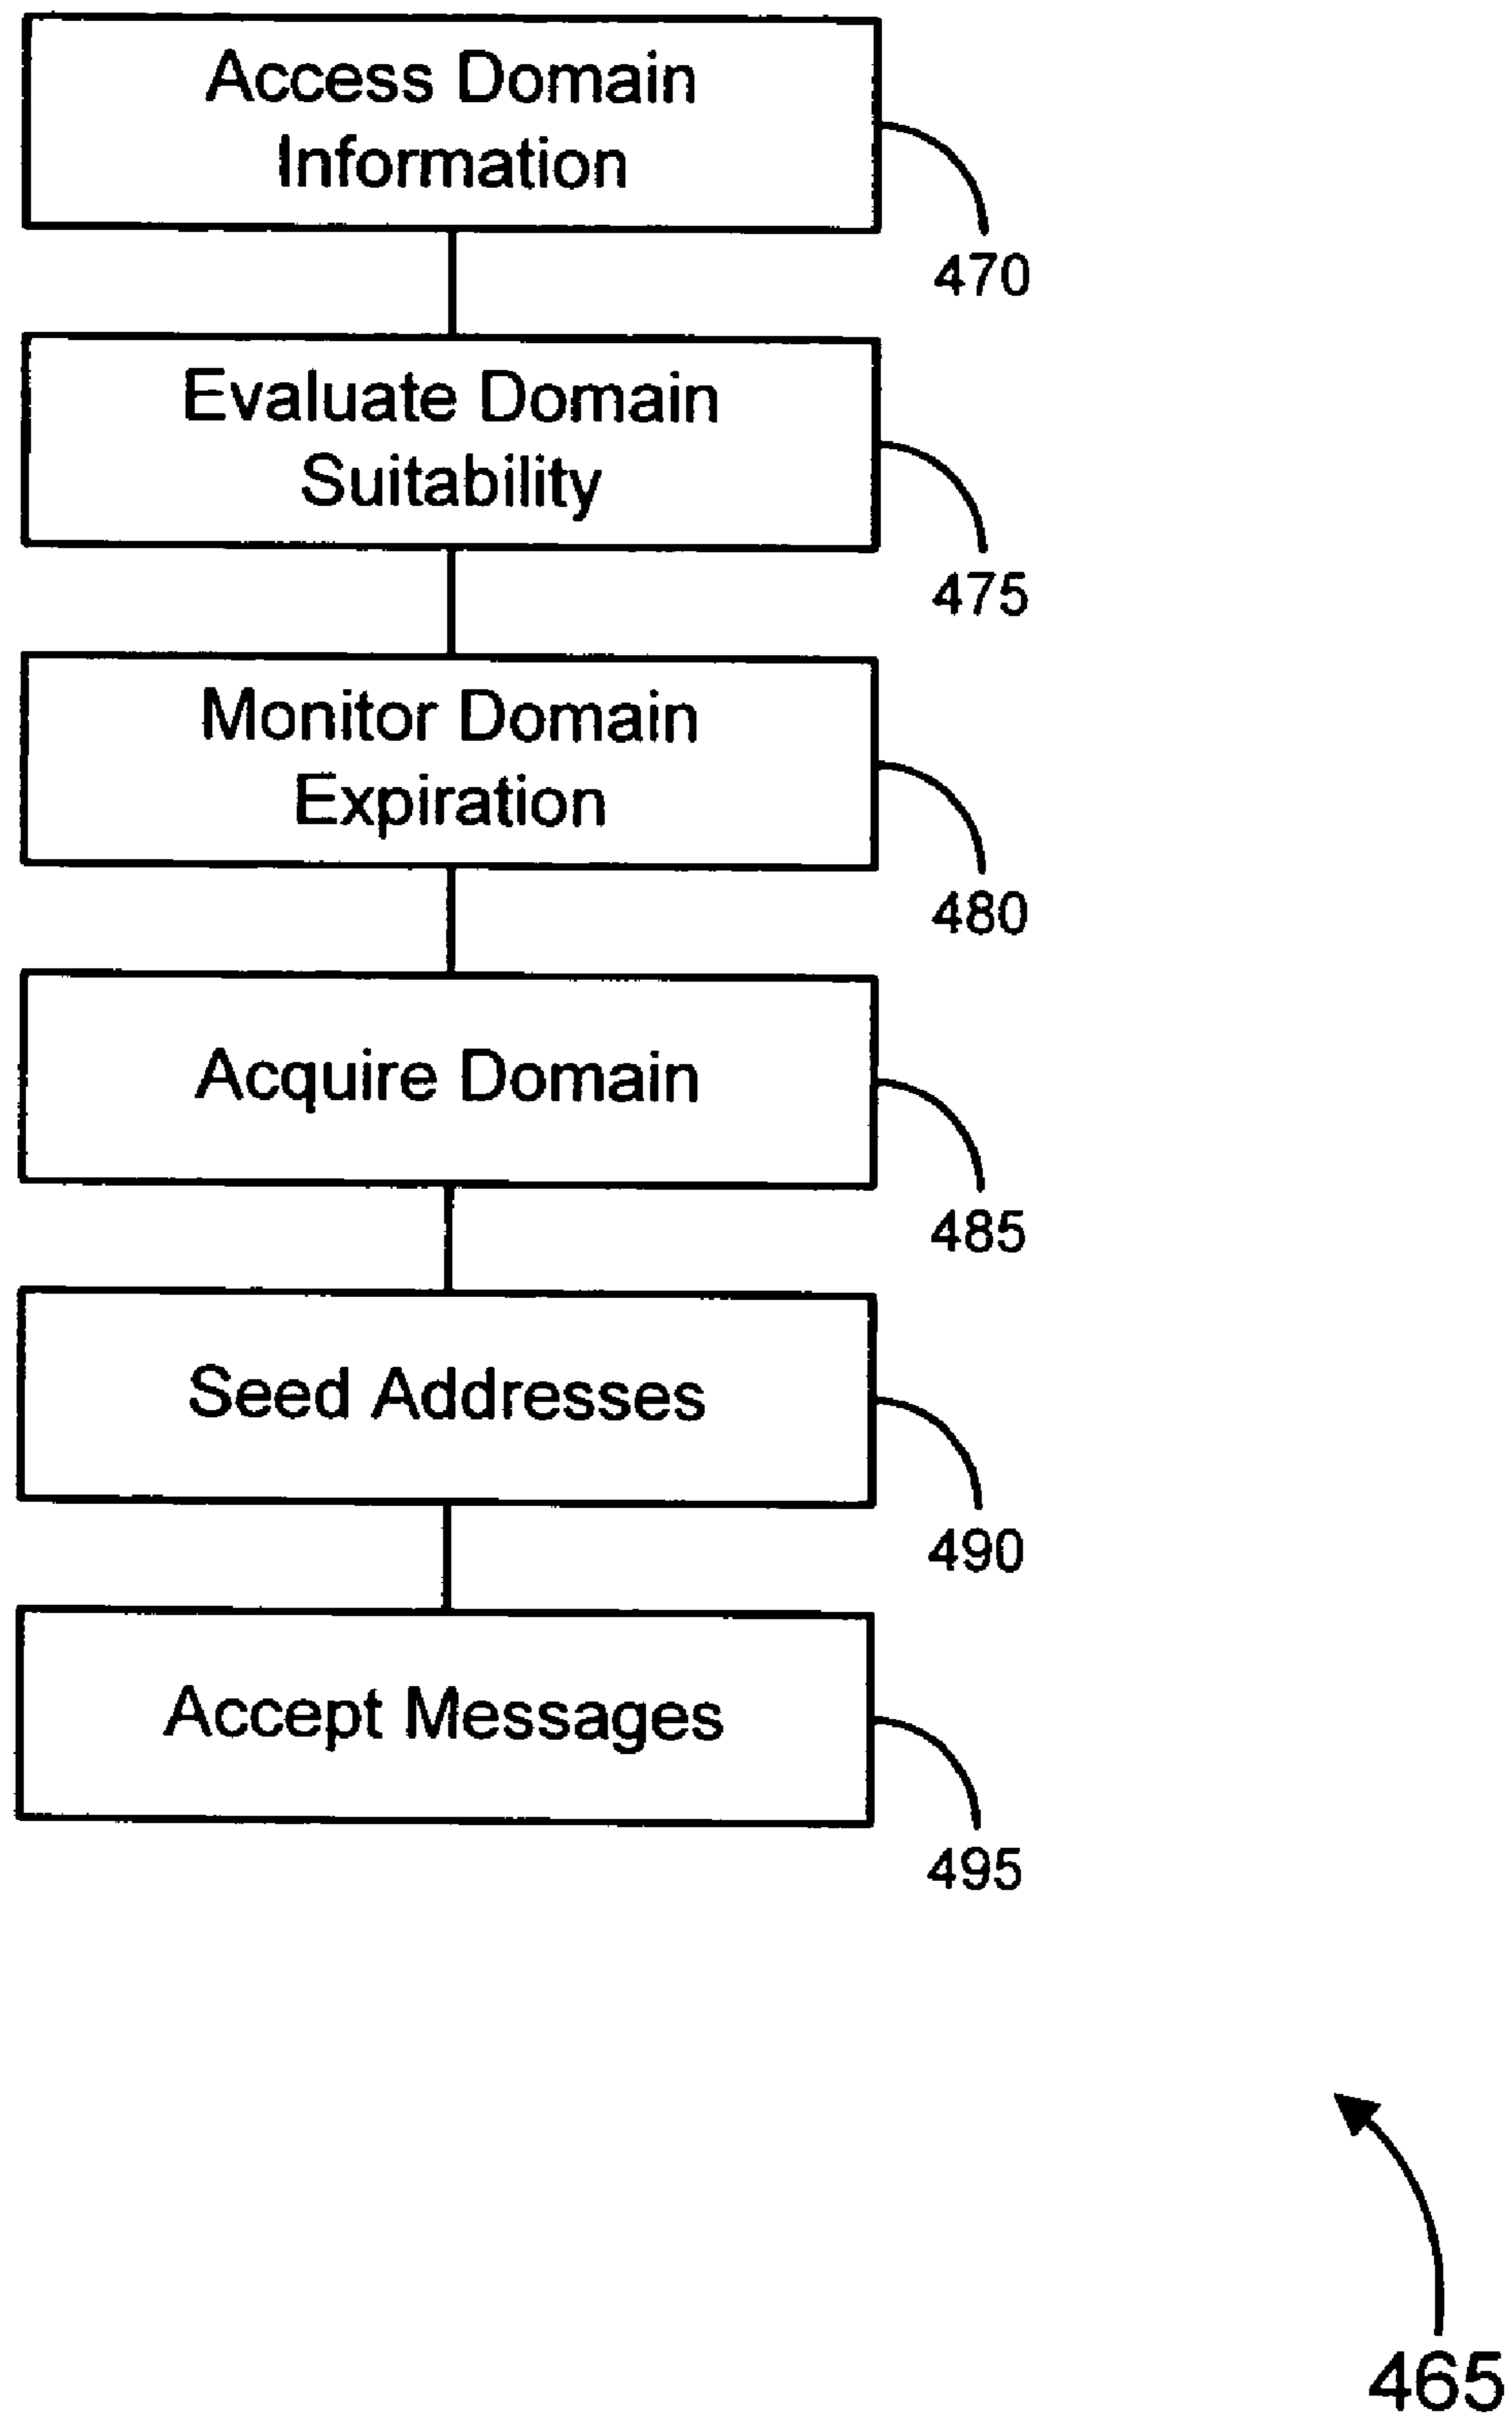 Access Domain
Information
470
Evaluate Domain
Suitability
475
Monitor Domain
Expiration
480
Acquire Domain
485
Seed Addresses
490
Accept Messages
495
465